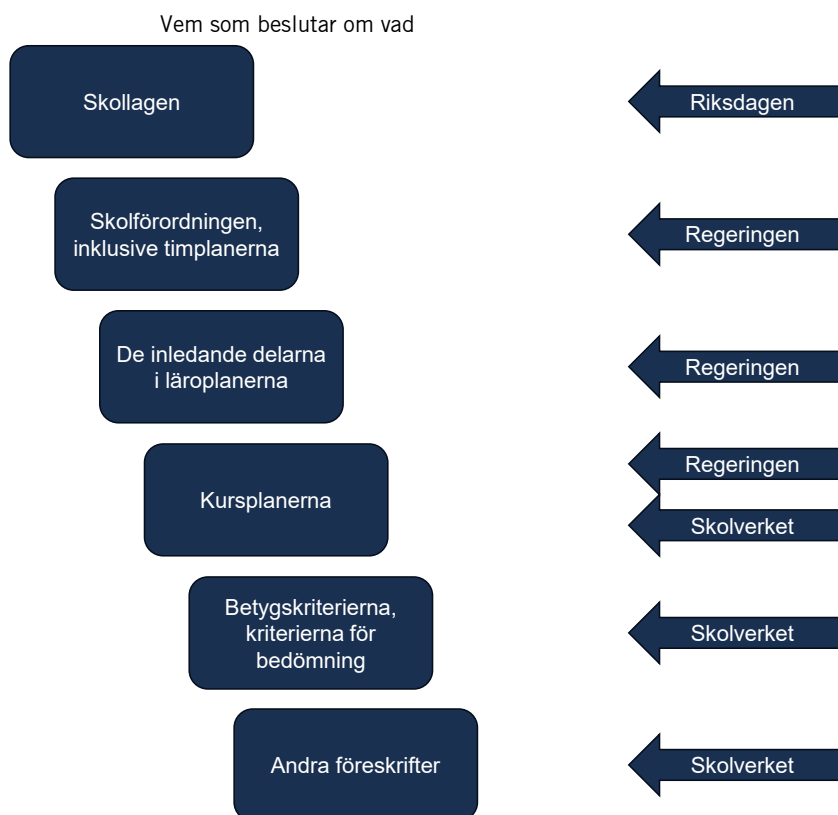 Vem som beslutar om vad
Skollagen
Riksdagen
Skolförordningen,
inklusive timplanerna
Regeringen
De inledande delarna
i läroplanerna
Regeringen
Kursplanerna
Regeringen
Skolverket
Betygskriterierna,
kriterierna för
bedömning
Skolverket
Andra föreskrifter
Skolverket